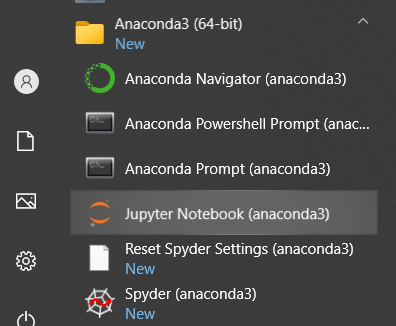 Anaconda3 (64-bit)
New
Anaconda Navigator (anaconda3)
Anaconda Powershell Prompt (anac...
Anaconda Prompt (anaconda3)
Jupyter Notebook (anaconda3)
Reset Spyder Settings (anaconda3)
New
Spyder (anaconda3)
New